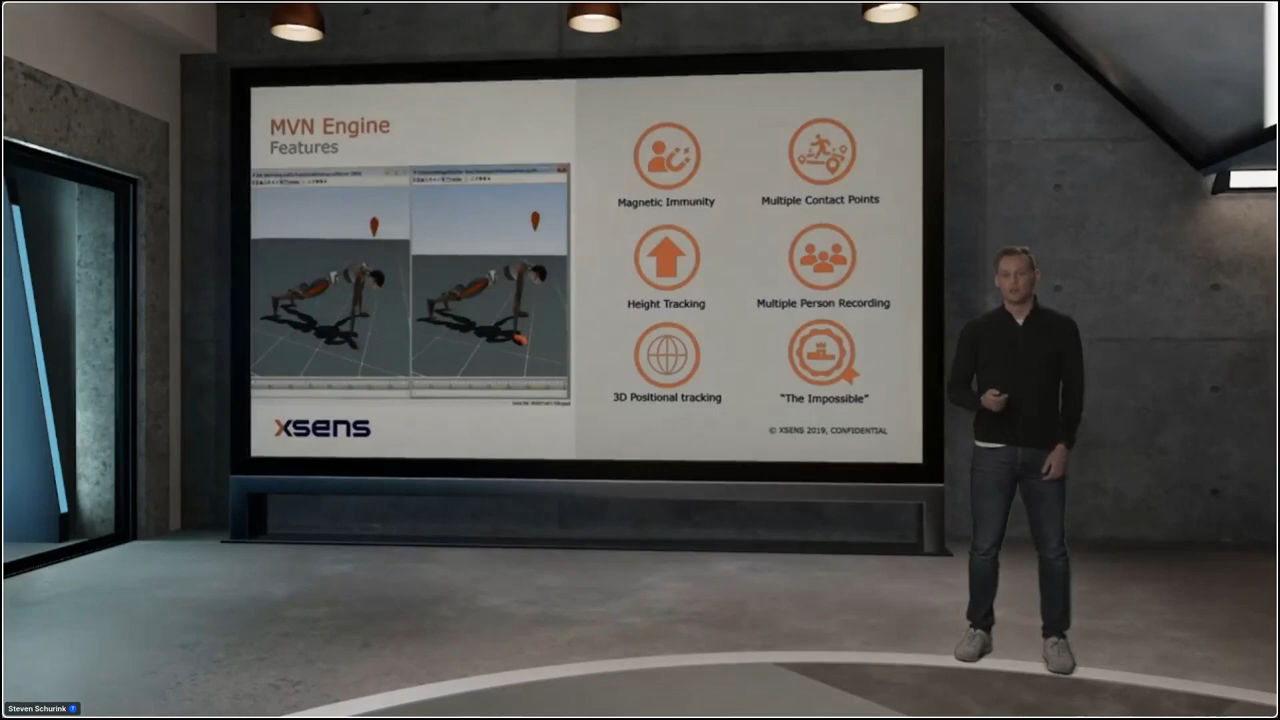 MVN Engine
Features
Magnetic Immunity
Multiple Contact Points
Height Tracking
Multiple Person Recording
3D Positional tracking
“The Impossible”
xsens
© XSENS 2019, CONFIDENTIAL
Steven Schurink